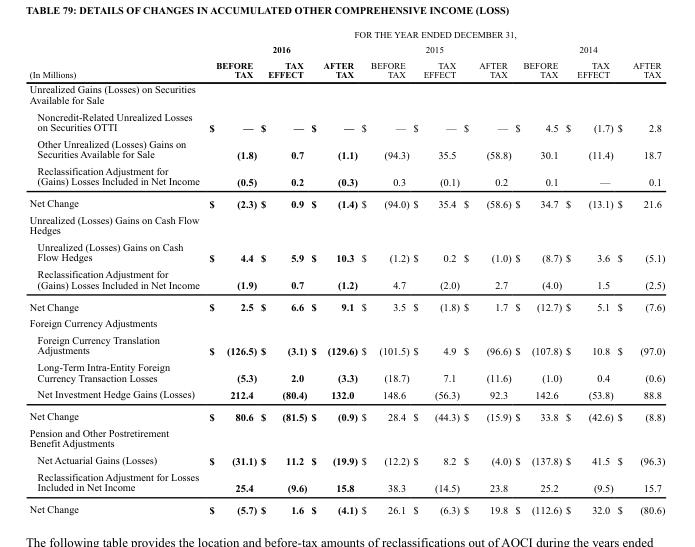 TABLE 79: DETAILS OF CHANGES IN ACCUMULATED OTHER COMPREHENSIVE INCOME (LOSS)
FOR THE YEAR ENDED DECEMBER 31,
2016 2015 2014
(In Millions) BEFORE TAX TAX EFFECT AFTER TAX BEFORE TAX TAX EFFECT AFTER TAX BEFORE TAX TAX EFFECT AFTER TAX
Unrealized Gains (Losses) on Securities
Available for Sale
Noncredit-Related Unrealized Losses
on Securities OTTI $ — $ — $ — $ — $ — $ — $ 4.5 $ (1.7) $ 2.8
Other Unrealized (Losses) Gains on
Securities Available for Sale (1.8) 0.7 (1.1) (94.3) 35.5 (58.8) 30.1 (11.4) 18.7
Reclassification Adjustment for
(Gains) Losses Included in Net Income (0.5) 0.2 (0.3) 0.3 (0.1) 0.2 0.1 — 0.1
Net Change $ (2.3) $ 0.9 $ (1.4) $ (94.0) $ 35.4 $ (58.6) $ 34.7 $ (13.1) $ 21.6
Unrealized (Losses) Gains on Cash Flow
Hedges
Unrealized (Losses) Gains on Cash
Flow Hedges $ 4.4 $ 5.9 $ 10.3 $ (1.2) $ 0.2 $ (1.0) $ (8.7) $ 3.6 $ (5.1)
Reclassification Adjustment for
(Gains) Losses Included in Net Income (1.9) 0.7 (1.2) 4.7 (2.0) 2.7 (4.0) 1.5 (2.5)
Net Change $ 2.5 $ 6.6 $ 9.1 $ 3.5 $ (1.8) $ 1.7 $ (12.7) $ 5.1 $ (7.6)
Foreign Currency Adjustments
Foreign Currency Translation
Adjustments $ (126.5) $ (3.1) $ (129.6) $ (101.5) $ 4.9 $ (96.6) $ (107.8) $ 10.8 $ (97.0)
Long-Term Intra-Entity Foreign
Currency Transaction Losses (5.3) 2.0 (3.3) (18.7) 7.1 (11.6) (1.0) 0.4 (0.6)
Net Investment Hedge Gains (Losses) 212.4 (80.4) 132.0 148.6 (56.3) 92.3 142.6 (53.8) 88.8
Net Change $ 80.6 $ (81.5) $ (0.9) $ 28.4 $ (44.3) $ (15.9) $ 33.8 $ (42.6) $ (8.8)
Pension and Other Postretirement
Benefit Adjustments
Net Actuarial Gains (Losses) $ (31.1) $ 11.2 $ (19.9) $ (12.2) $ 8.2 $ (4.0) $ (137.8) $ 41.5 $ (96.3)
Reclassification Adjustment for Losses
Included in Net Income 25.4 (9.6) 15.8 38.3 (14.5) 23.8 25.2 (9.5) 15.7
Net Change $ (5.7) $ 1.6 $ (4.1) $ 26.1 $ (6.3) $ 19.8 $ (112.6) $ 32.0 $ (80.6)
The following table provides the location and before-tax amounts of reclassifications out of AOCI during the years ended